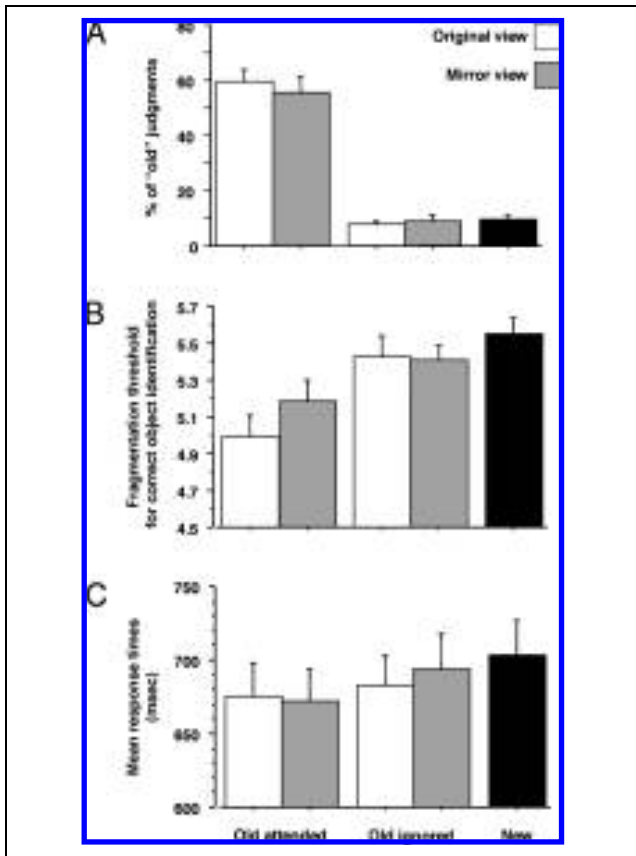 A
80
60
40
20
0
% of "old" judgments
Original view
Mirror view
B
5.7
5.5
5.3
5.1
4.9
4.7
4.5
Fragmentation threshold
for correct object identification
C
750
700
650
600
Mean response times
(msec)
Old attended
Old ignored
New